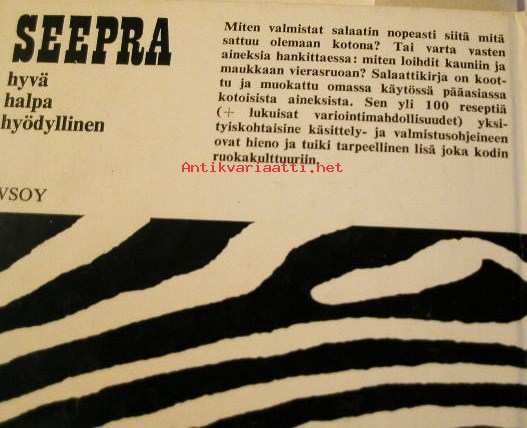 SEEPRA
hyvä
halpa
hyödyllinen
WSOY
Miten valmistat salaatin nopeasti siitä mitä
sattuu olemaan kotona? Tai varta vasten
aineksia hankittaessa: miten loihdit kauniin ja
maukkaan vierasruoan? Salaattikirja on koot-
tu ja muokattu omassa käytössä pääasiassa
kotoisista aineksista. Sen yli 100 reseptiä
(+ lukuisat variointimahdollisuudet) yksi-
tyiskohtaisine käsittely- ja valmistusohjeineen
ovat hieno ja tuiki tarpeellinen lisä joka kodin
ruokakulttuuriin.
Antikvariaatti.net